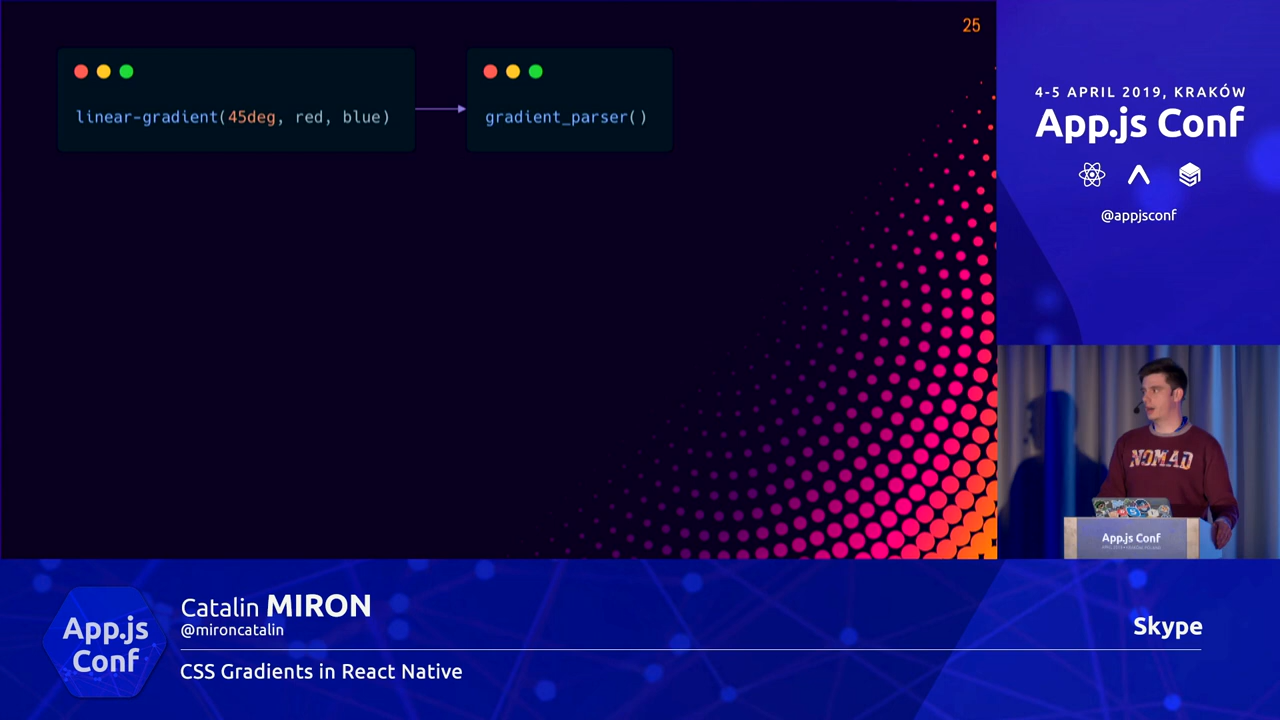 25
linear-gradient(45deg, red, blue)
gradient_parser()
4-5 APRIL 2019, KRAKÓW
App.js Conf
@appjsconf
NOMAD
App.js Conf
App.js
Conf
Catalin MIRON
@mironcatalin
CSS Gradients in React Native
Skype